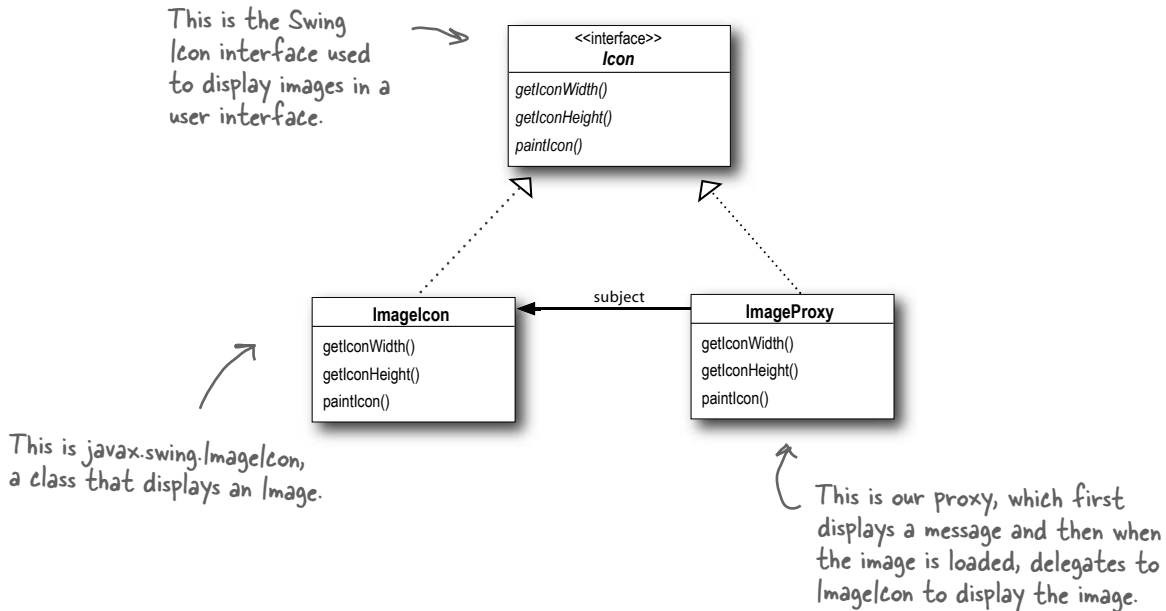 This is the Swing
Icon interface used
to display images in a
user interface.
<<interface>>
Icon
getIconWidth()
getIconHeight()
paintIcon()
subject
ImageIcon
getIconWidth()
getIconHeight()
paintIcon()
ImageProxy
getIconWidth()
getIconHeight()
paintIcon()
This is javax.swing.ImageIcon,
a class that displays an Image.
This is our proxy, which first
displays a message and then when
the image is loaded, delegates to
ImageIcon to display the image.